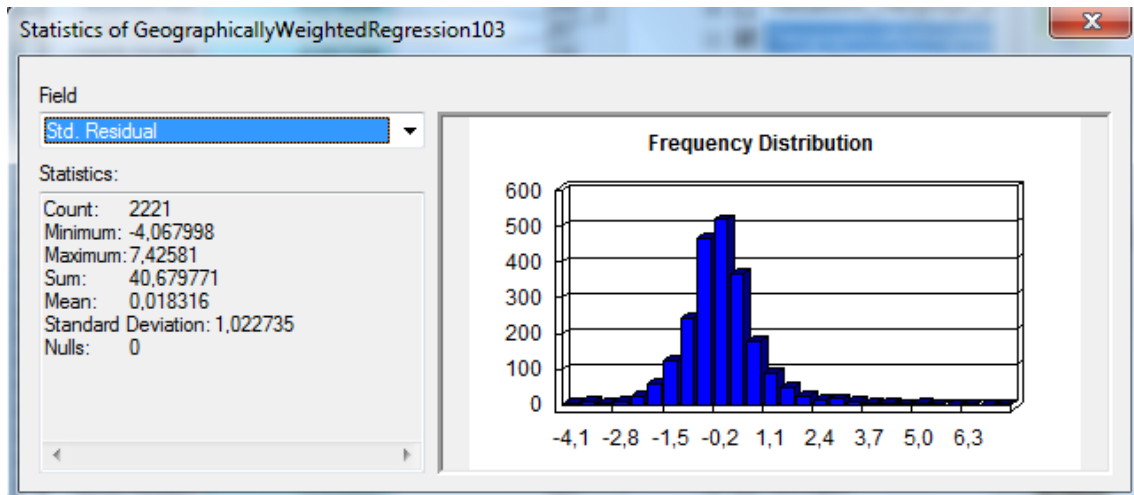 Statistics of GeographicallyWeightedRegression103
Field
Std. Residual
Statistics:
Count: 2221
Minimum: -4,067998
Maximum: 7,42581
Sum: 40,679771
Mean: 0,018316
Standard Deviation: 1,022735
Nulls: 0
Frequency Distribution
600
500
400
300
200
100
0
-4,1 -2,8 -1,5 -0,2 1,1 2,4 3,7 5,0 6,3